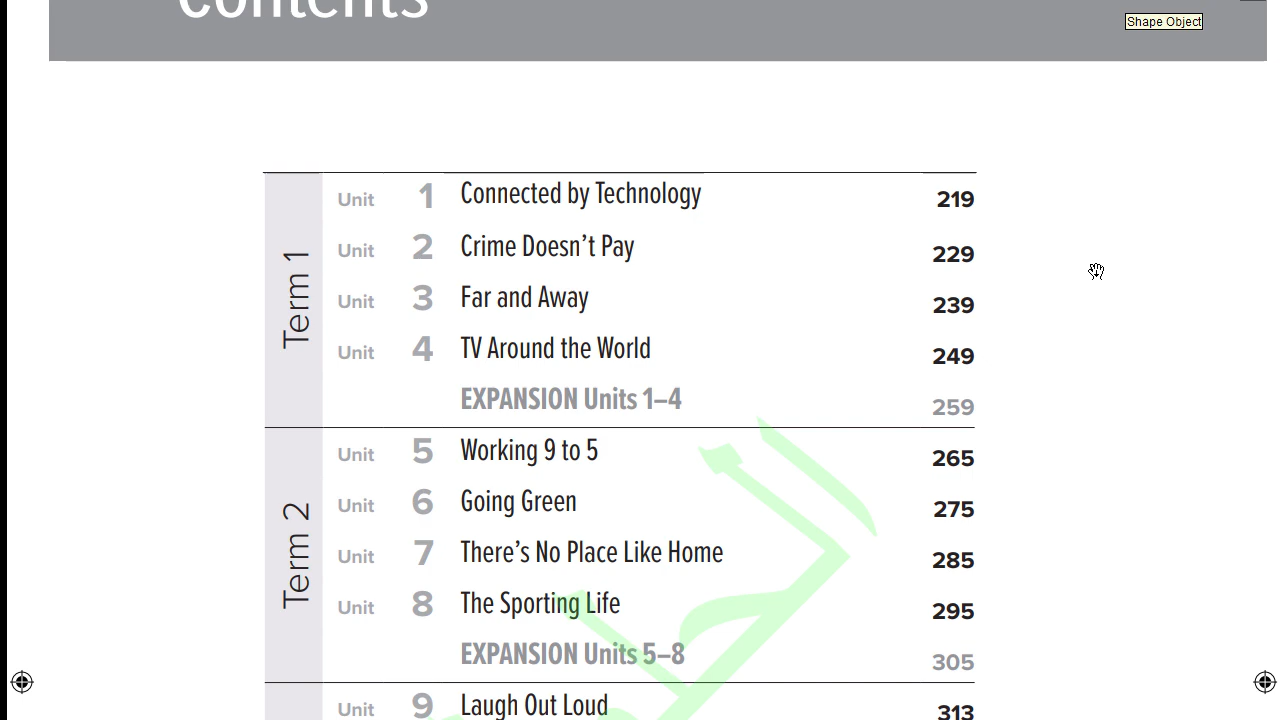 Contents
Shape Object
Term 1
Unit 1 Connected by Technology 219
Unit 2 Crime Doesn't Pay 229
Unit 3 Far and Away 239
Unit 4 TV Around the World 249
EXPANSION Units 1–4 259
Term 2
Unit 5 Working 9 to 5 265
Unit 6 Going Green 275
Unit 7 There's No Place Like Home 285
Unit 8 The Sporting Life 295
EXPANSION Units 5–8 305
Unit 9 Laugh Out Loud 313